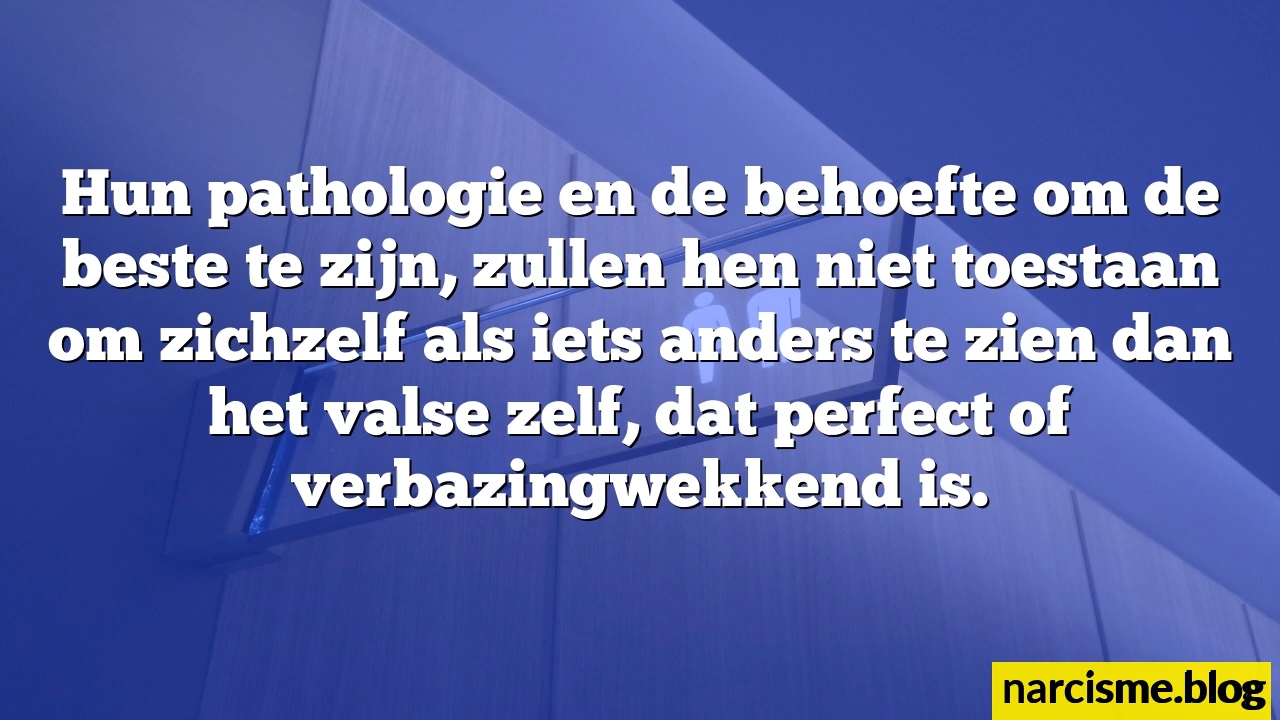 Hun pathologie en de behoefte om de
beste te zijn, zullen hen niet toestaan
om zichzelf als iets anders te zien dan
het valse zelf, dat perfect of
verbazingwekkend is.
narcisme.blog